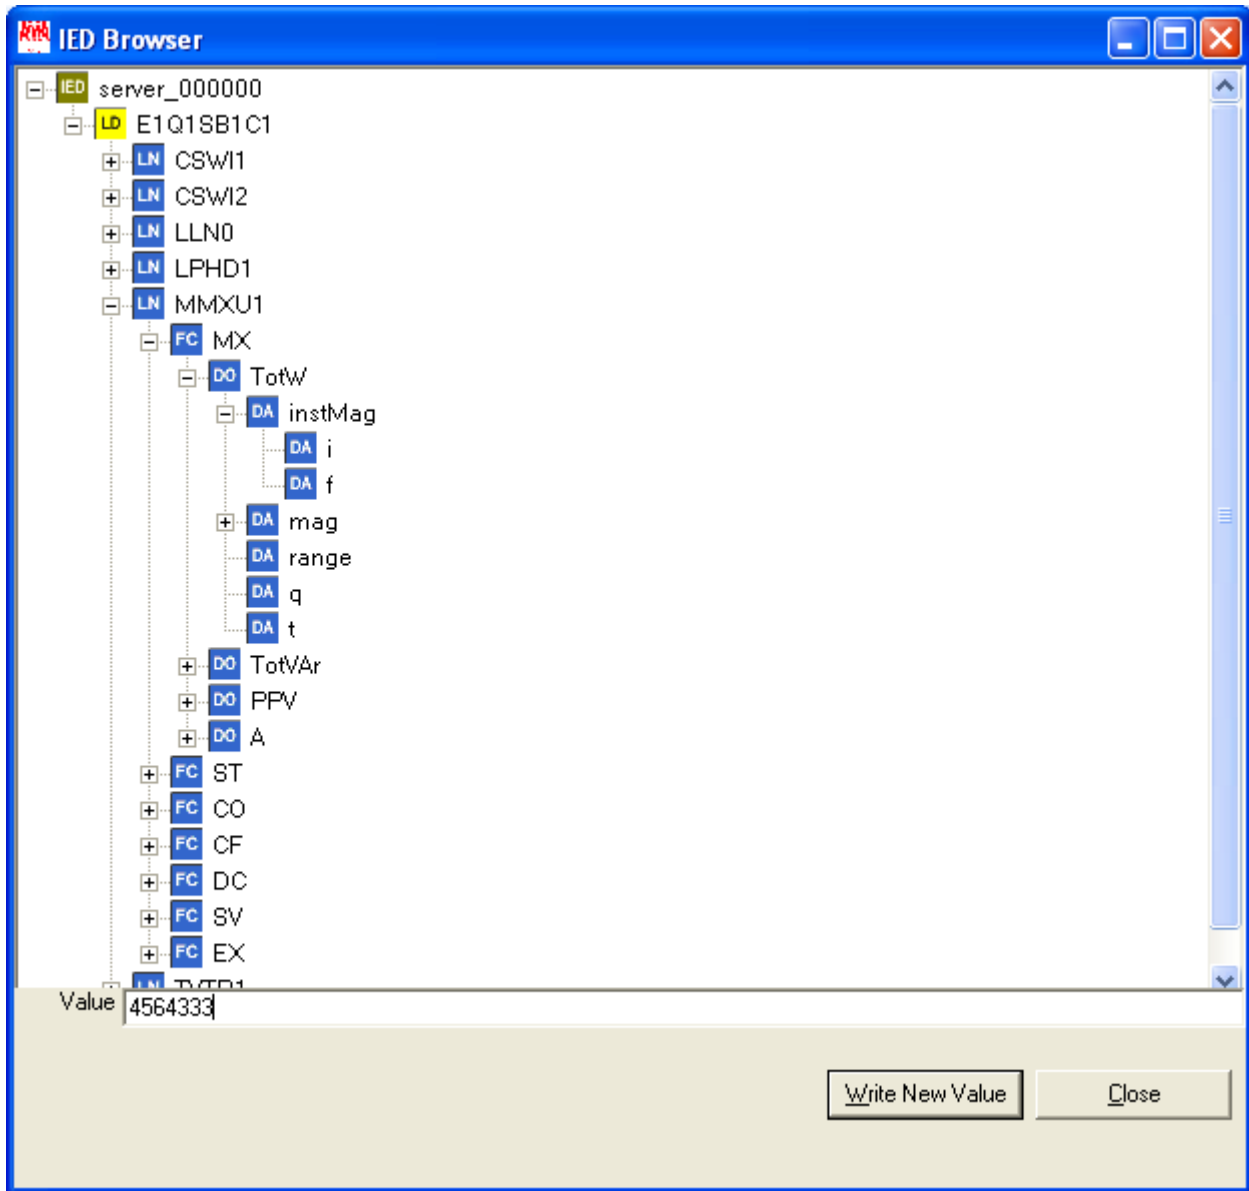 IED Browser
IED server_000000
LD E1Q1SB1C1
LN CSWI1
LN CSWI2
LN LLN0
LN LPHD1
LN MMXU1
FC MX
DO TotW
DA instMag
DA i
DA f
DA mag
DA range
DA q
DA t
DO TotVAr
DO PPV
DO A
FC ST
FC CO
FC CF
FC DC
FC SV
FC EX
LN TVTR1
Value 4564333
Write New Value Close